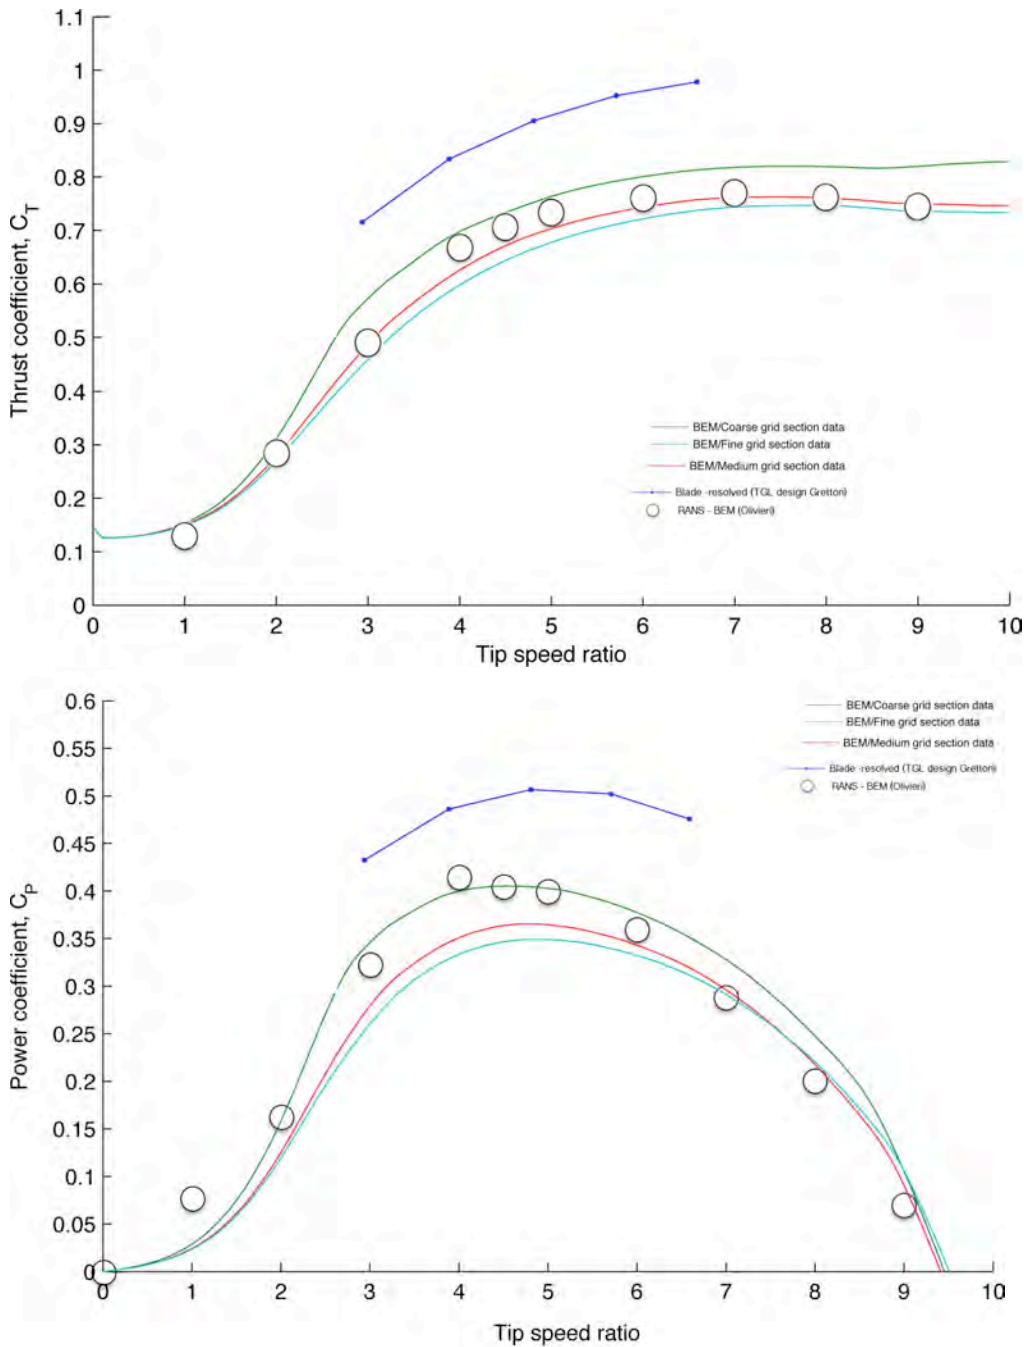 1.1
1
0.9
0.8
0.7
0.6
0.5
0.4
0.3
0.2
0.1
0
Thrust coefficient, C_T
BEM/Coarse grid section data
BEM/Fine grid section data
BEM/Medium grid section data
Blade -resolved (TGL design Gretton)
RANS - BEM (Olivieri)
0 1 2 3 4 5 6 7 8 9 10
Tip speed ratio
0.6
0.55
0.5
0.45
0.4
0.35
0.3
0.25
0.2
0.15
0.1
0.05
0
Power coefficient, C_P
BEM/Coarse grid section data
BEM/Fine grid section data
BEM/Medium grid section data
Blade -resolved (TGL design Gretton)
RANS - BEM (Olivieri)
0 1 2 3 4 5 6 7 8 9 10
Tip speed ratio